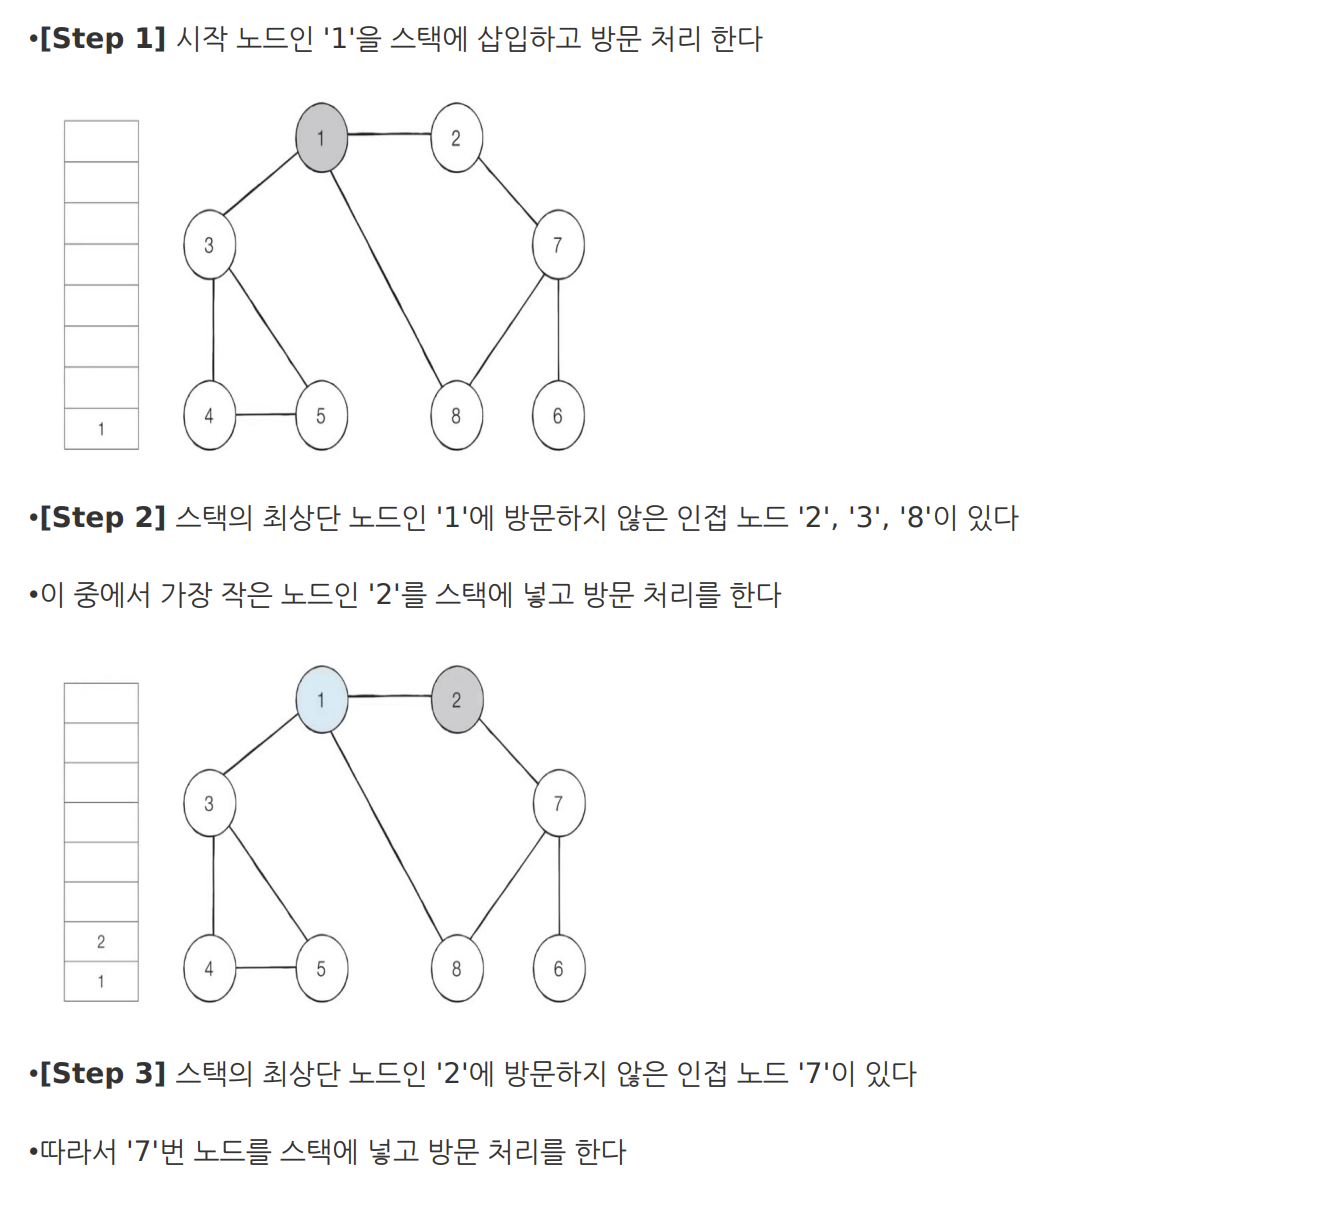 •[Step 1] 시작 노드인 '1'을 스택에 삽입하고 방문 처리 한다
1 2
3 7
1 4 5 8 6
•[Step 2] 스택의 최상단 노드인 '1'에 방문하지 않은 인접 노드 '2', '3', '8'이 있다
•이 중에서 가장 작은 노드인 '2'를 스택에 넣고 방문 처리를 한다
1 2
3 7
2
1 4 5 8 6
•[Step 3] 스택의 최상단 노드인 '2'에 방문하지 않은 인접 노드 '7'이 있다
•따라서 '7'번 노드를 스택에 넣고 방문 처리를 한다